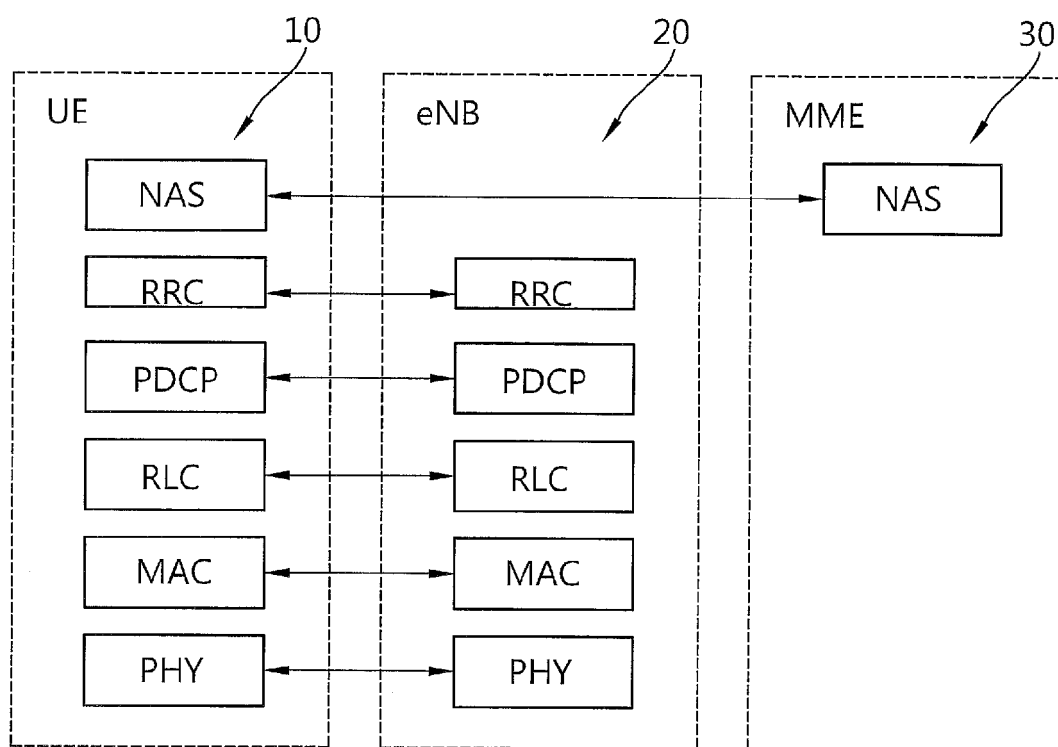 10
20
30
UE
eNB
MME
NAS
NAS
RRC
RRC
PDCP
PDCP
RLC
RLC
MAC
MAC
PHY
PHY